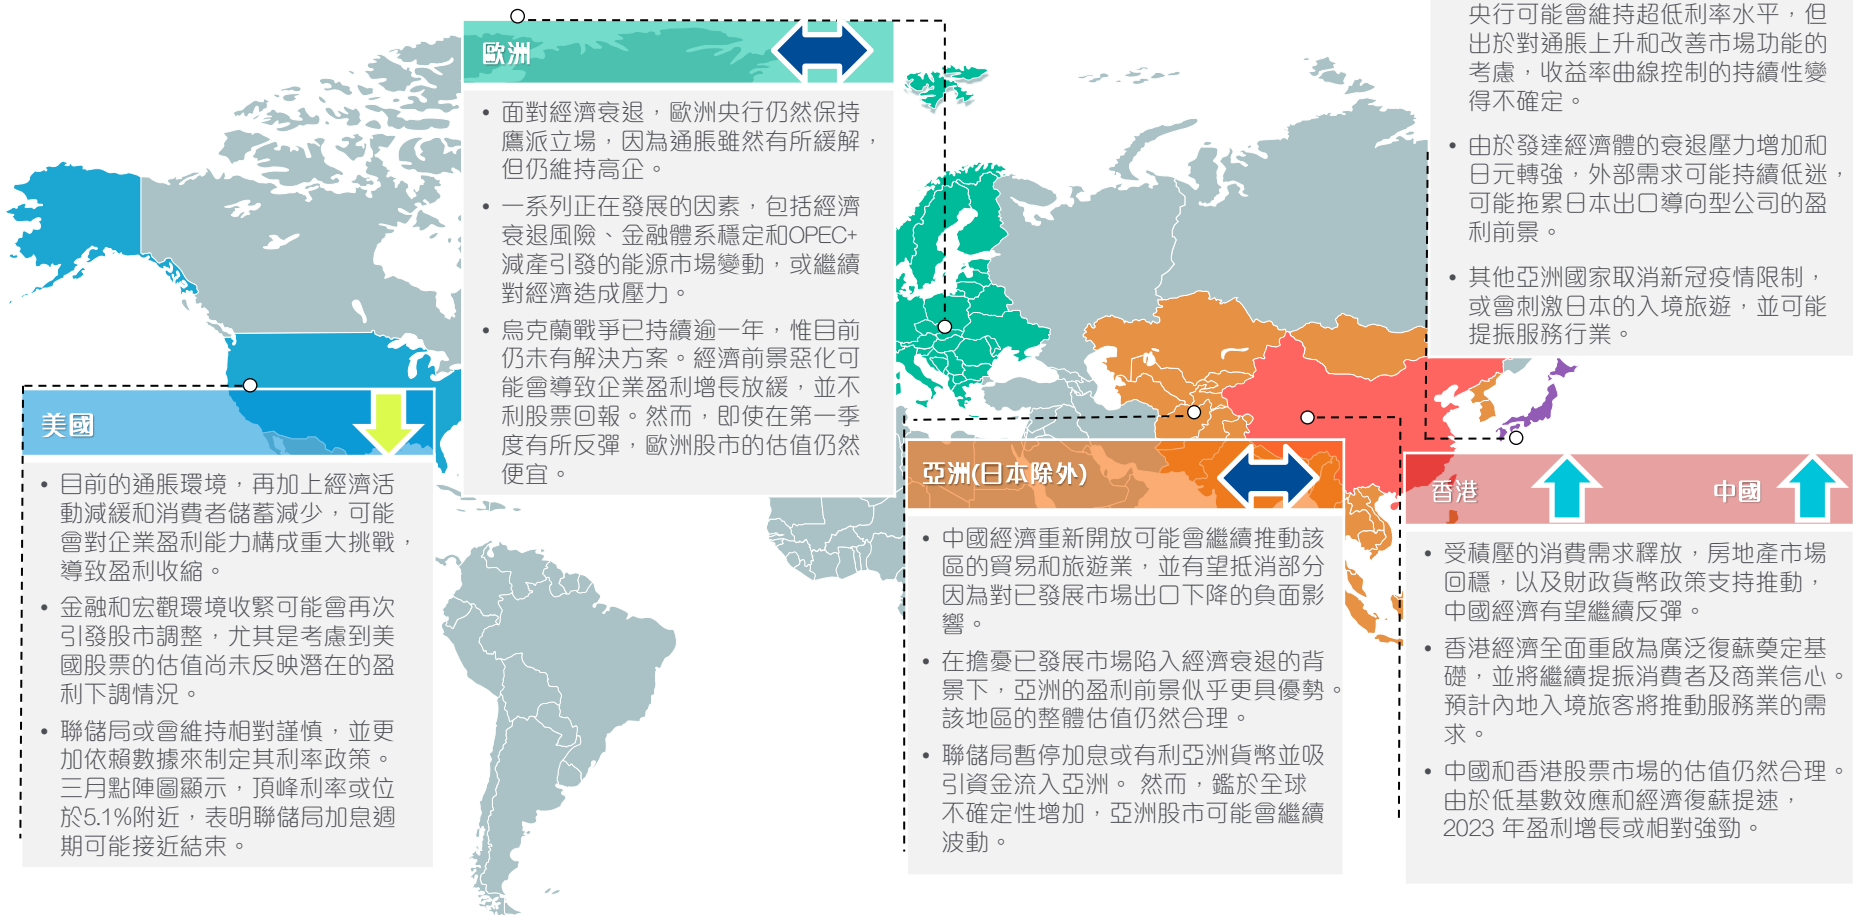 歐洲
• 面對經濟衰退，歐洲央行仍然保持
鷹派立場，因為通脹雖然有所緩解，
但仍維持高企。
• 一系列正在發展的因素，包括經濟
衰退風險、金融體系穩定和OPEC+
減產引發的能源市場變動，或繼續
對經濟造成壓力。
• 烏克蘭戰爭已持續逾一年，惟目前
仍未有解決方案。經濟前景惡化可
能會導致企業盈利增長放緩，並不
利股票回報。然而，即使在第一季
度有所反彈，歐洲股市的估值仍然
便宜。
央行可能會維持超低利率水平，但
出於對通脹上升和改善市場功能的
考慮，收益率曲線控制的持續性變
得不確定。
• 由於發達經濟體的衰退壓力增加和
日元轉強，外部需求可能持續低迷，
可能拖累日本出口導向型公司的盈
利前景。
• 其他亞洲國家取消新冠疫情限制，
或會刺激日本的入境旅遊，並可能
提振服務行業。
美國
• 目前的通脹環境，再加上經濟活
動減緩和消費者儲蓄減少，可能
會對企業盈利能力構成重大挑戰，
導致盈利收縮。
• 金融和宏觀環境收緊可能會再次
引發股市調整，尤其是考慮到美
國股票的估值尚未反映潛在的盈
利下調情況。
• 聯儲局或會維持相對謹慎，並更
加依賴數據來制定其利率政策。
三月點陣圖顯示，頂峰利率或位
於5.1%附近，表明聯儲局加息週
期可能接近結束。
亞洲(日本除外)
• 中國經濟重新開放可能會繼續推動該
區的貿易和旅遊業，並有望抵消部分
因為對已發展市場出口下降的負面影
響。
• 在擔憂已發展市場陷入經濟衰退的背
景下，亞洲的盈利前景似乎更具優勢。
該地區的整體估值仍然合理。
• 聯儲局暫停加息或有利亞洲貨幣並吸
引資金流入亞洲。 然而，鑑於全球
不確定性增加，亞洲股市可能會繼續
波動。
香港 中國
• 受積壓的消費需求釋放，房地產市場
回穩，以及財政貨幣政策支持推動，
中國經濟有望繼續反彈。
• 香港經濟全面重啟為廣泛復蘇奠定基
礎，並將繼續提振消費者及商業信心。
預計內地入境旅客將推動服務業的需
求。
• 中國和香港股票市場的估值仍然合理。
由於低基數效應和經濟復蘇提速，
2023 年盈利增長或相對強勁。